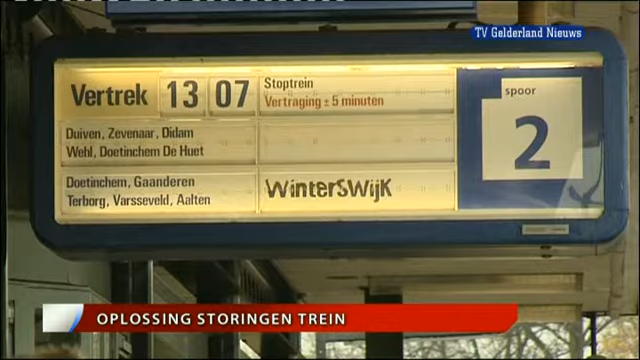 TV Gelderland Nieuws
Vertrek 13 07
Stoptrein
Vertraging ± 5 minuten
spoor
2
Duiven, Zevenaar, Didam
Wehl, Doetinchem De Huet
Doetinchem, Gaanderen
Terborg, Varsseveld, Aalten
WinterSWijK
OPLOSSING STORINGEN TREIN